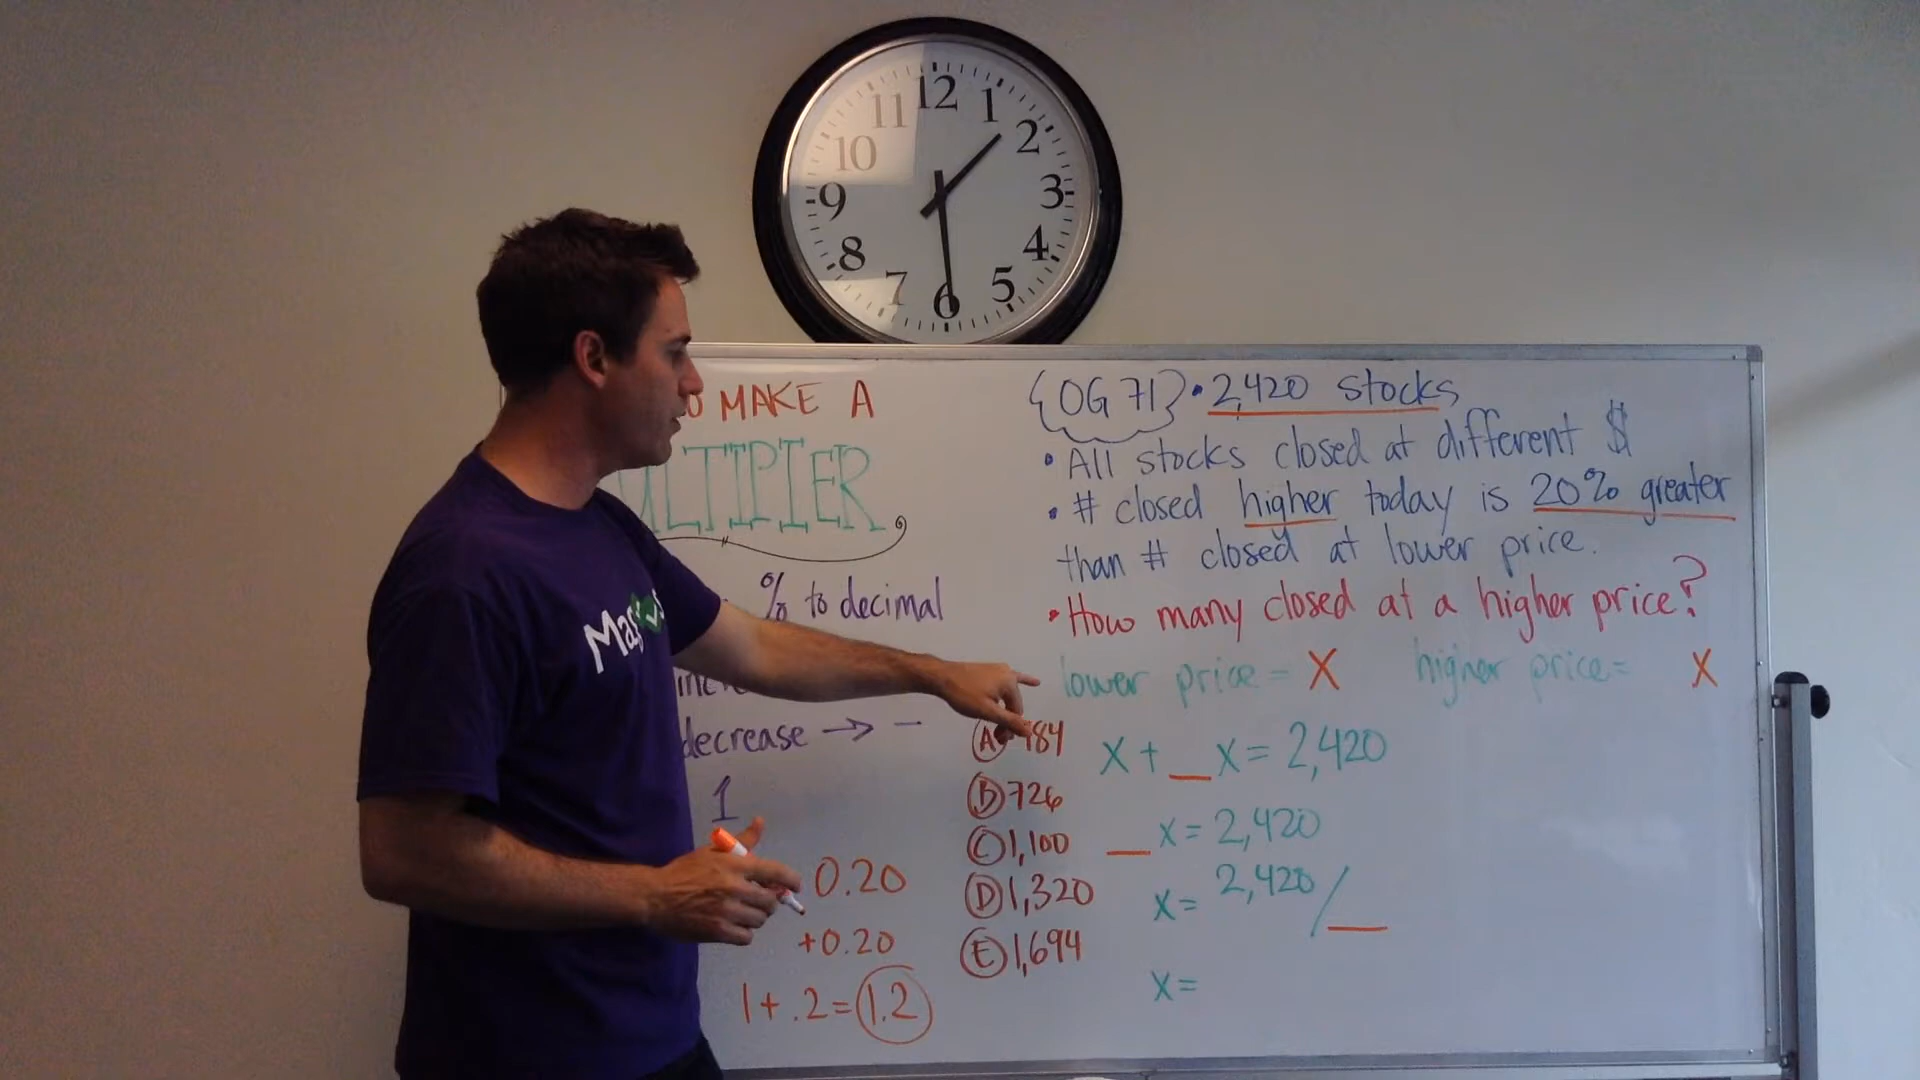 12
1
2
3
4
5
6
7
8
9
10
11
MAKE A
LTIPIER
% to decimal
decrease → -
1
0.20
+0.20
1+.2=1.2
Mag
{OG 71} • 2,420 stocks
• All stocks closed at different $
• # closed higher today is 20% greater
than # closed at lower price.
• How many closed at a higher price?
lower price = X higher price= X
A 484
B 726
C 1,100
D 1,320
E 1,694
X + _ X = 2,420
_ X = 2,420
X = 2,420/_
X=